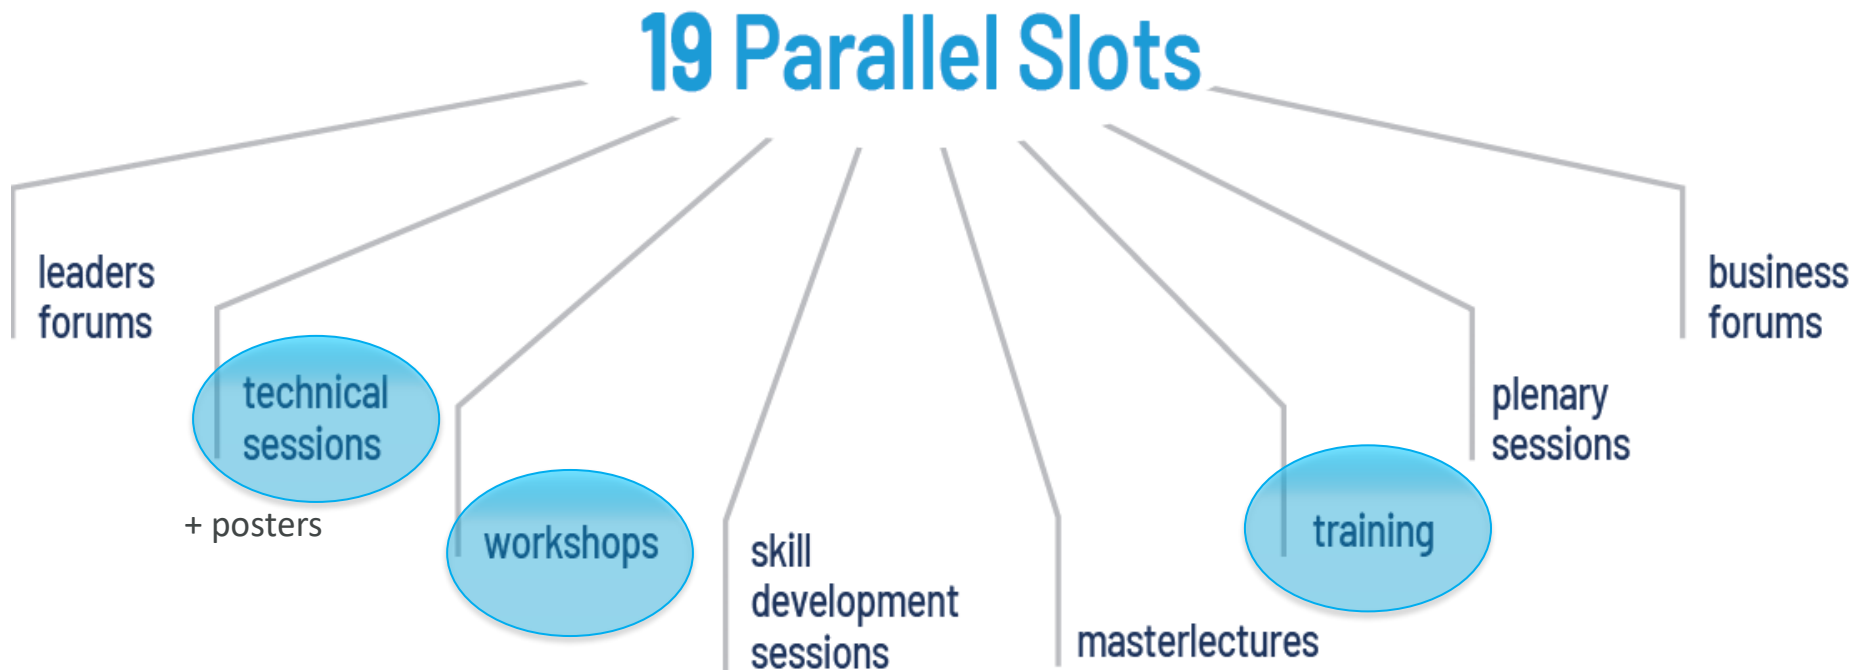 19 Parallel Slots
leaders
forums
technical
sessions
+ posters
workshops
skill
development
sessions
masterlectures
training
plenary
sessions
business
forums